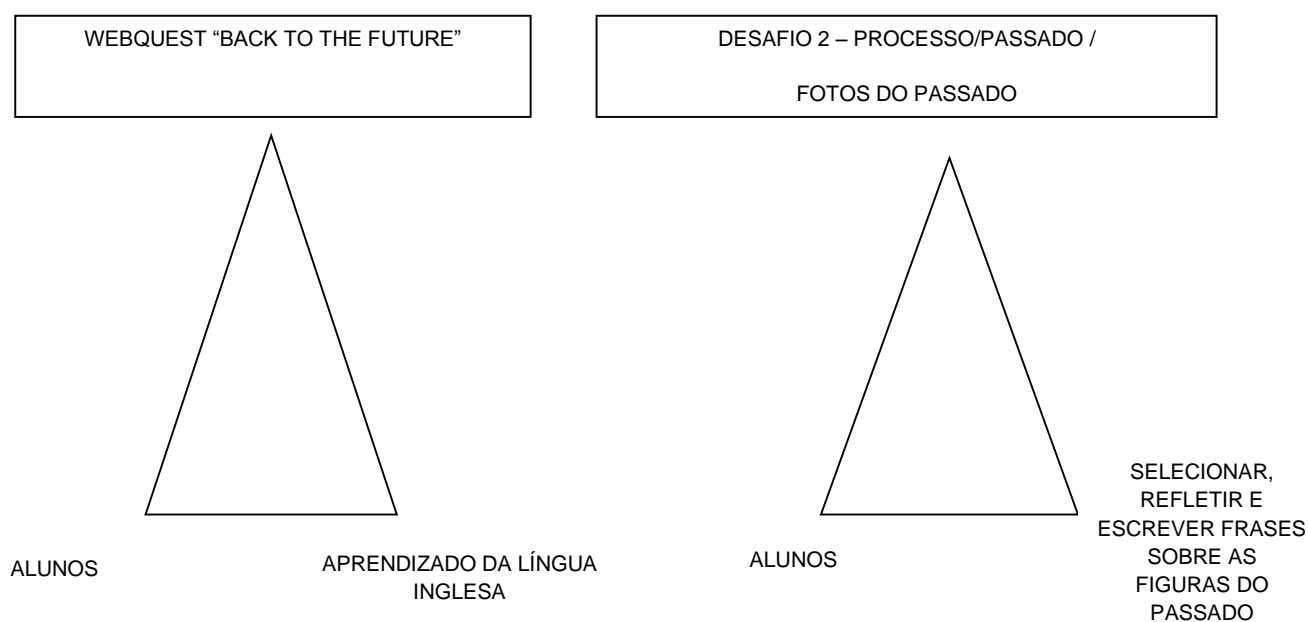 WEBQUEST “BACK TO THE FUTURE”
DESAFIO 2 – PROCESSO/PASSADO /
FOTOS DO PASSADO
ALUNOS
APRENDIZADO DA LÍNGUA
INGLESA
ALUNOS
SELECIONAR,
REFLETIR E
ESCREVER FRASES
SOBRE AS
FIGURAS DO
PASSADO